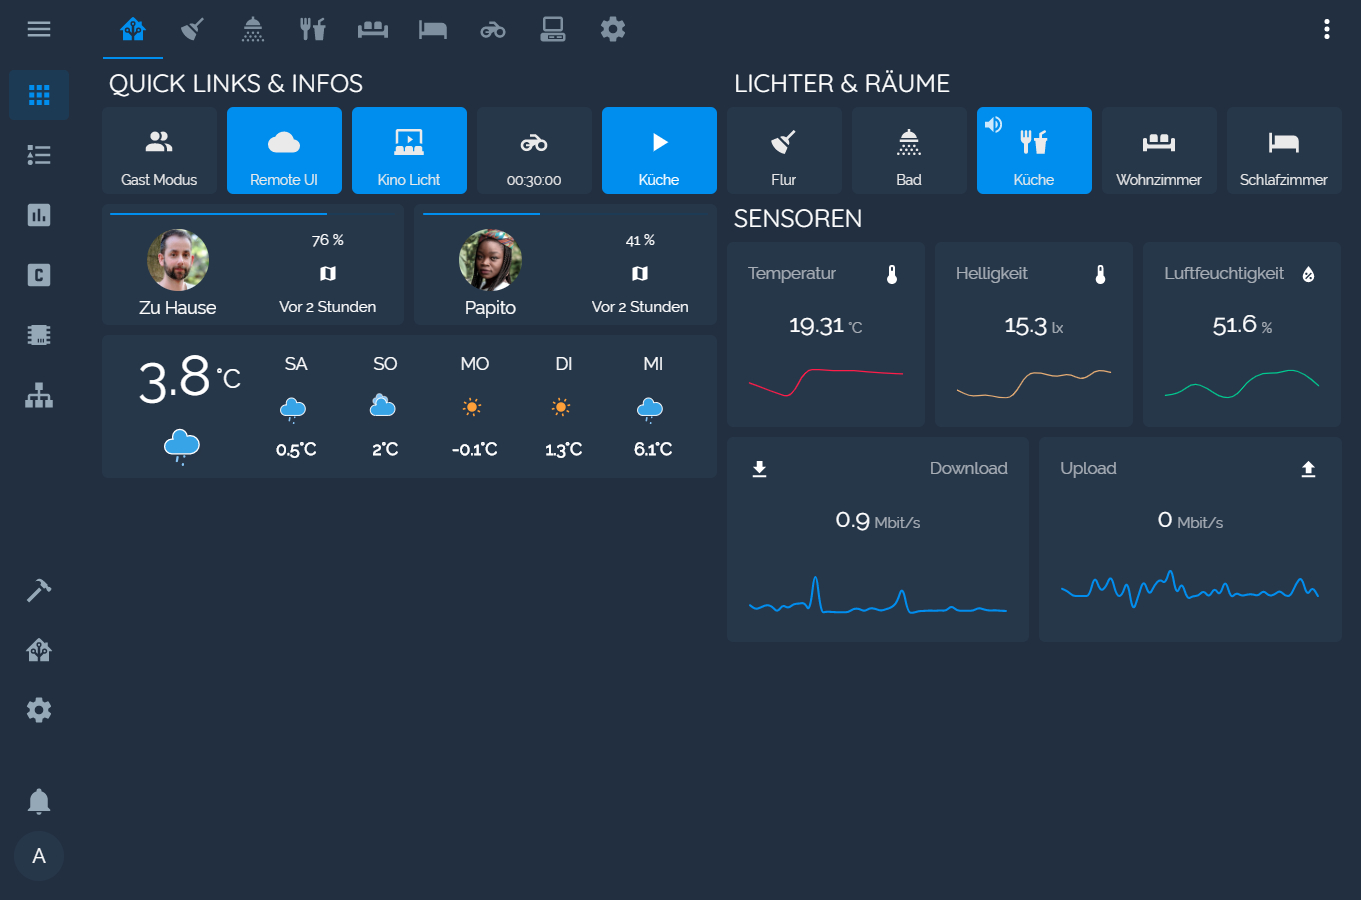 QUICK LINKS & INFOS
Gast Modus
Remote UI
Kino Licht
00:30:00
Küche
76 %
Zu Hause
Vor 2 Stunden
41 %
Papito
Vor 2 Stunden
3.8 °C
SA
SO
MO
DI
MI
0.5°C
2°C
-0.1°C
1.3°C
6.1°C
LICHTER & RÄUME
Flur
Bad
Küche
Wohnzimmer
Schlafzimmer
SENSOREN
Temperatur
19.31 °C
Helligkeit
15.3 lx
Luftfeuchtigkeit
51.6 %
Download
0.9 Mbit/s
Upload
0 Mbit/s
C
A